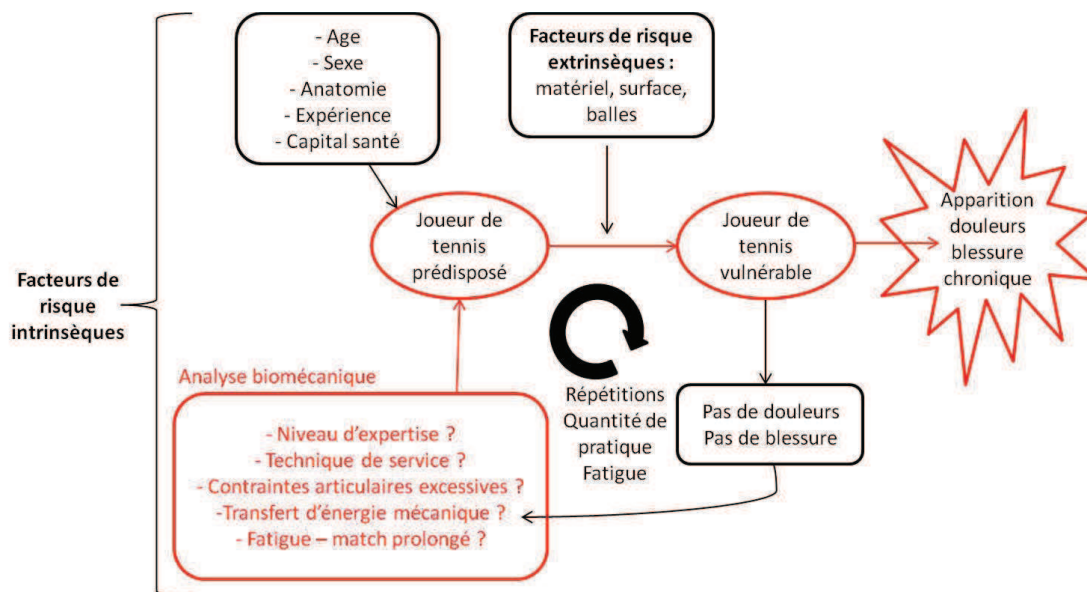 - Age
- Sexe
- Anatomie
- Expérience
- Capital santé
Facteurs de risque
extrinsèques :
matériel, surface,
balles
Joueur de
tennis
prédisposé
Joueur de
tennis
vulnérable
Apparition
douleurs
blessure
chronique
Facteurs de
risque
intrinsèques
Analyse biomécanique
- Niveau d'expertise ?
- Technique de service ?
- Contraintes articulaires excessives ?
-Transfert d'énergie mécanique ?
- Fatigue – match prolongé ?
Répétitions
Quantité de
pratique
Fatigue
Pas de douleurs
Pas de blessure